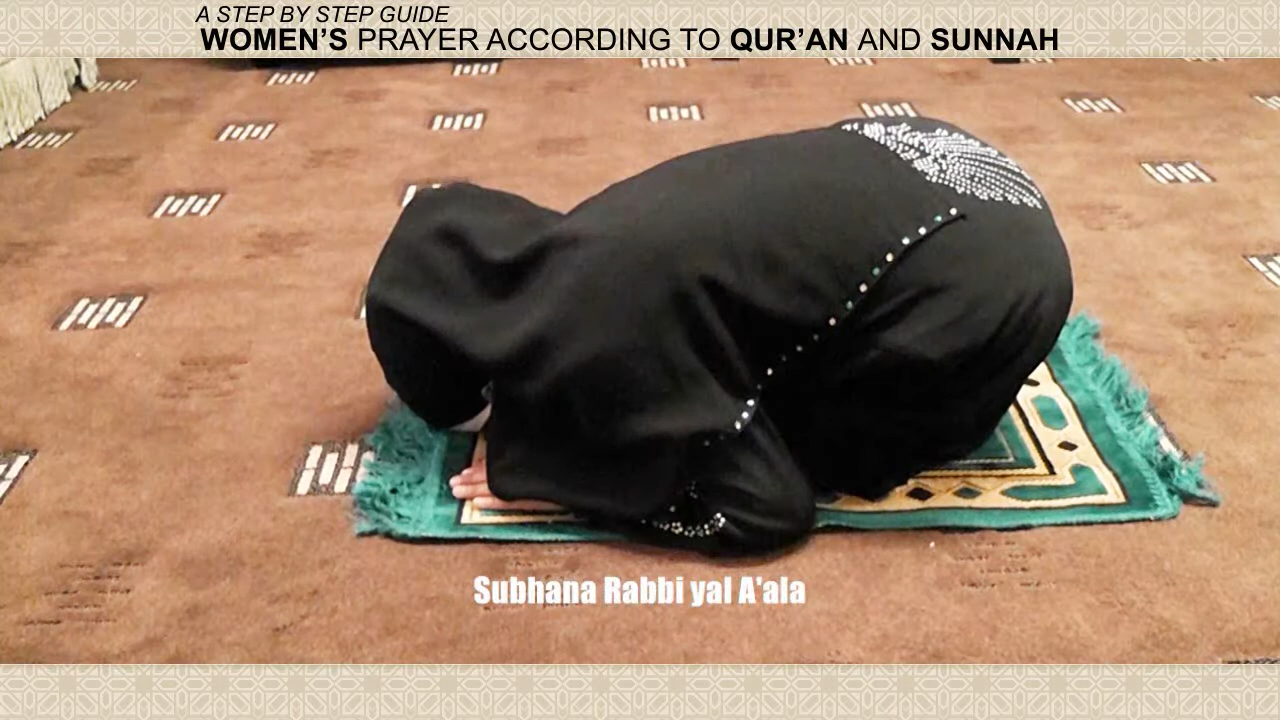 A STEP BY STEP GUIDE
WOMEN’S PRAYER ACCORDING TO QUR’AN AND SUNNAH
Subhana Rabbi yal A’ala